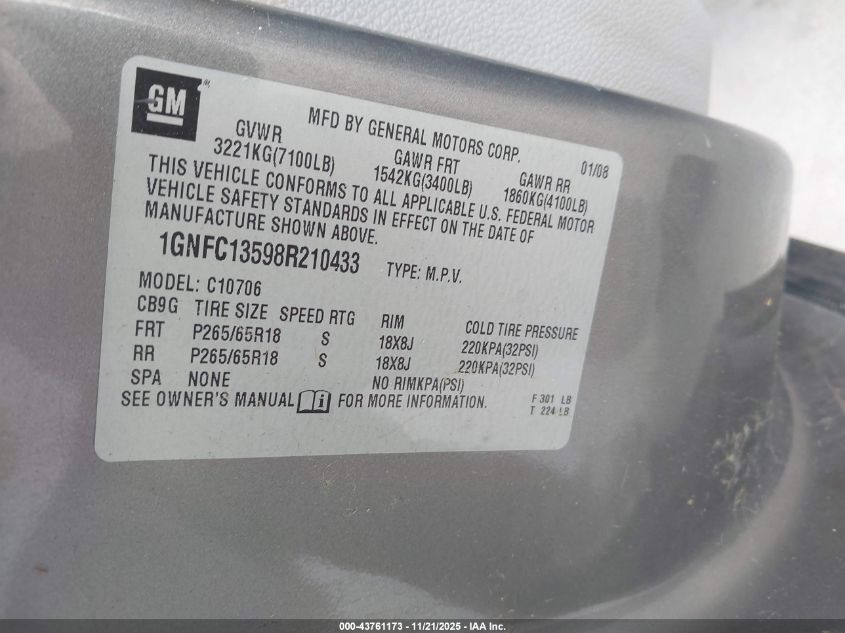 GM®
MFD BY GENERAL MOTORS CORP. 01/08
GVWR GAWR FRT GAWR RR
3221KG(7100LB) 1542KG(3400LB) 1860KG(4100LB)
THIS VEHICLE CONFORMS TO ALL APPLICABLE U.S. FEDERAL MOTOR
VEHICLE SAFETY STANDARDS IN EFFECT ON THE DATE OF
MANUFACTURE SHOWN ABOVE.
1GNFC13598R210433 TYPE: M.P.V.
MODEL: C10706
CB9G TIRE SIZE SPEED RTG RIM COLD TIRE PRESSURE
FRT P265/65R18 S 18X8J 220KPA(32PSI)
RR P265/65R18 S 18X8J 220KPA(32PSI)
SPA NONE NO RIMKPA(PSI)
SEE OWNER'S MANUAL i FOR MORE INFORMATION.
F 301 LB
T 224 LB
000-43761173 - 11/21/2025 - IAA Inc.